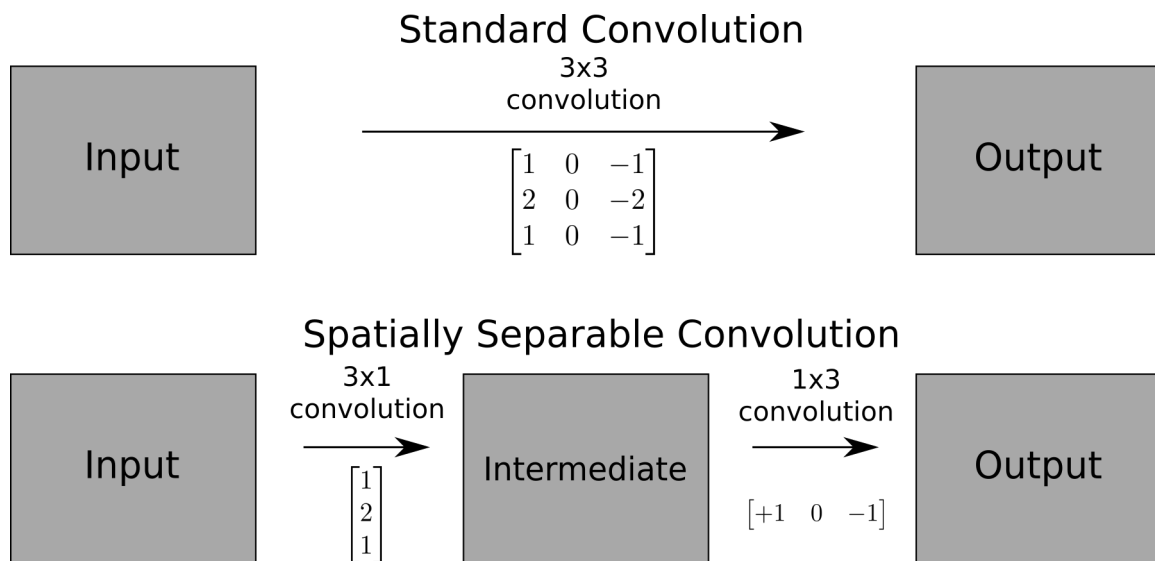 Standard Convolution
3x3
convolution
Input
[1 0 −1]
[2 0 −2]
[1 0 −1]
Output
Spatially Separable Convolution
3x1
convolution
1x3
convolution
Input
[1]
[2]
[1]
Intermediate
[+1 0 −1]
Output